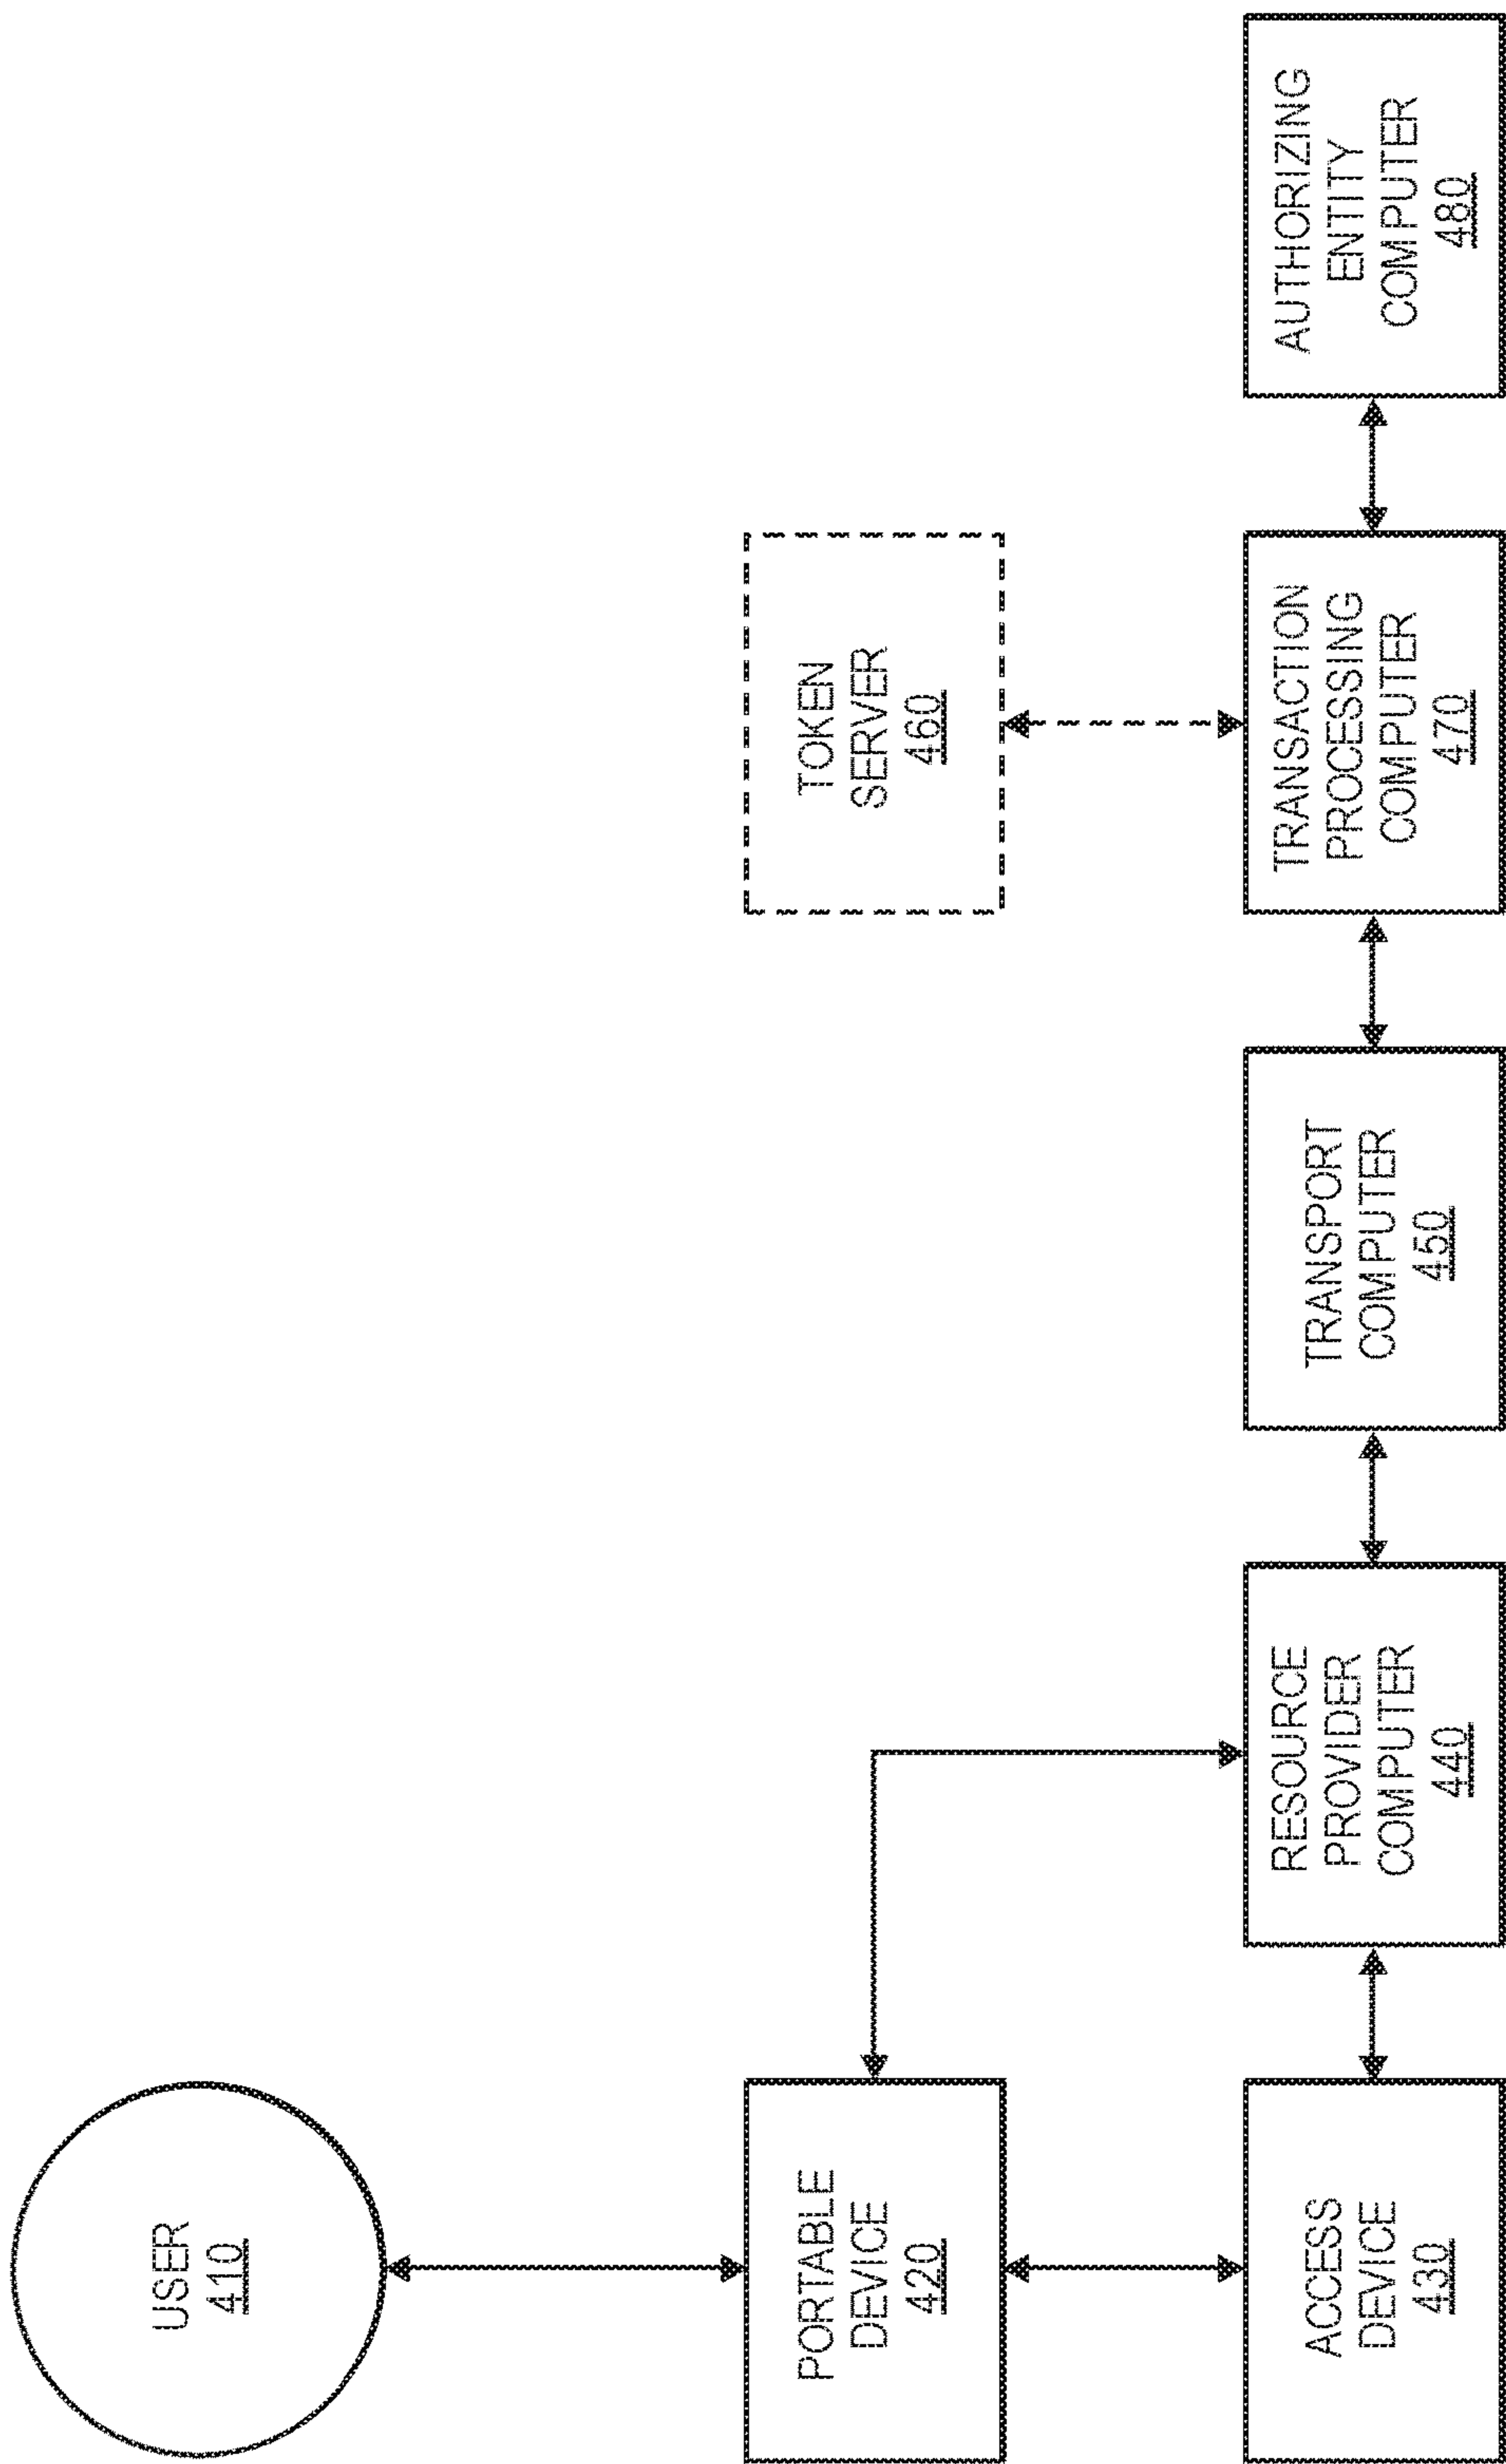 USER
410
PORTABLE
DEVICE
420
ACCESS
DEVICE
430
RESOURCE
PROVIDER
COMPUTER
440
TRANSPORT
COMPUTER
450
TOKEN
SERVER
460
TRANSACTION
PROCESSING
COMPUTER
470
AUTHORIZING
ENTITY
COMPUTER
480